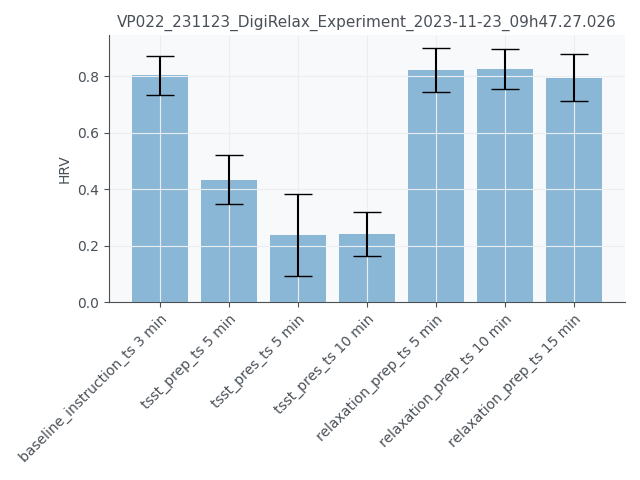 VP022_231123_DigiRelax_Experiment_2023-11-23_09h47.27.026
HRV
0.8
0.6
0.4
0.2
0.0
baseline_instruction_ts 3 min
tsst_prep_ts 5 min
tsst_pres_ts 5 min
tsst_pres_ts 10 min
relaxation_prep_ts 5 min
relaxation_prep_ts 10 min
relaxation_prep_ts 15 min